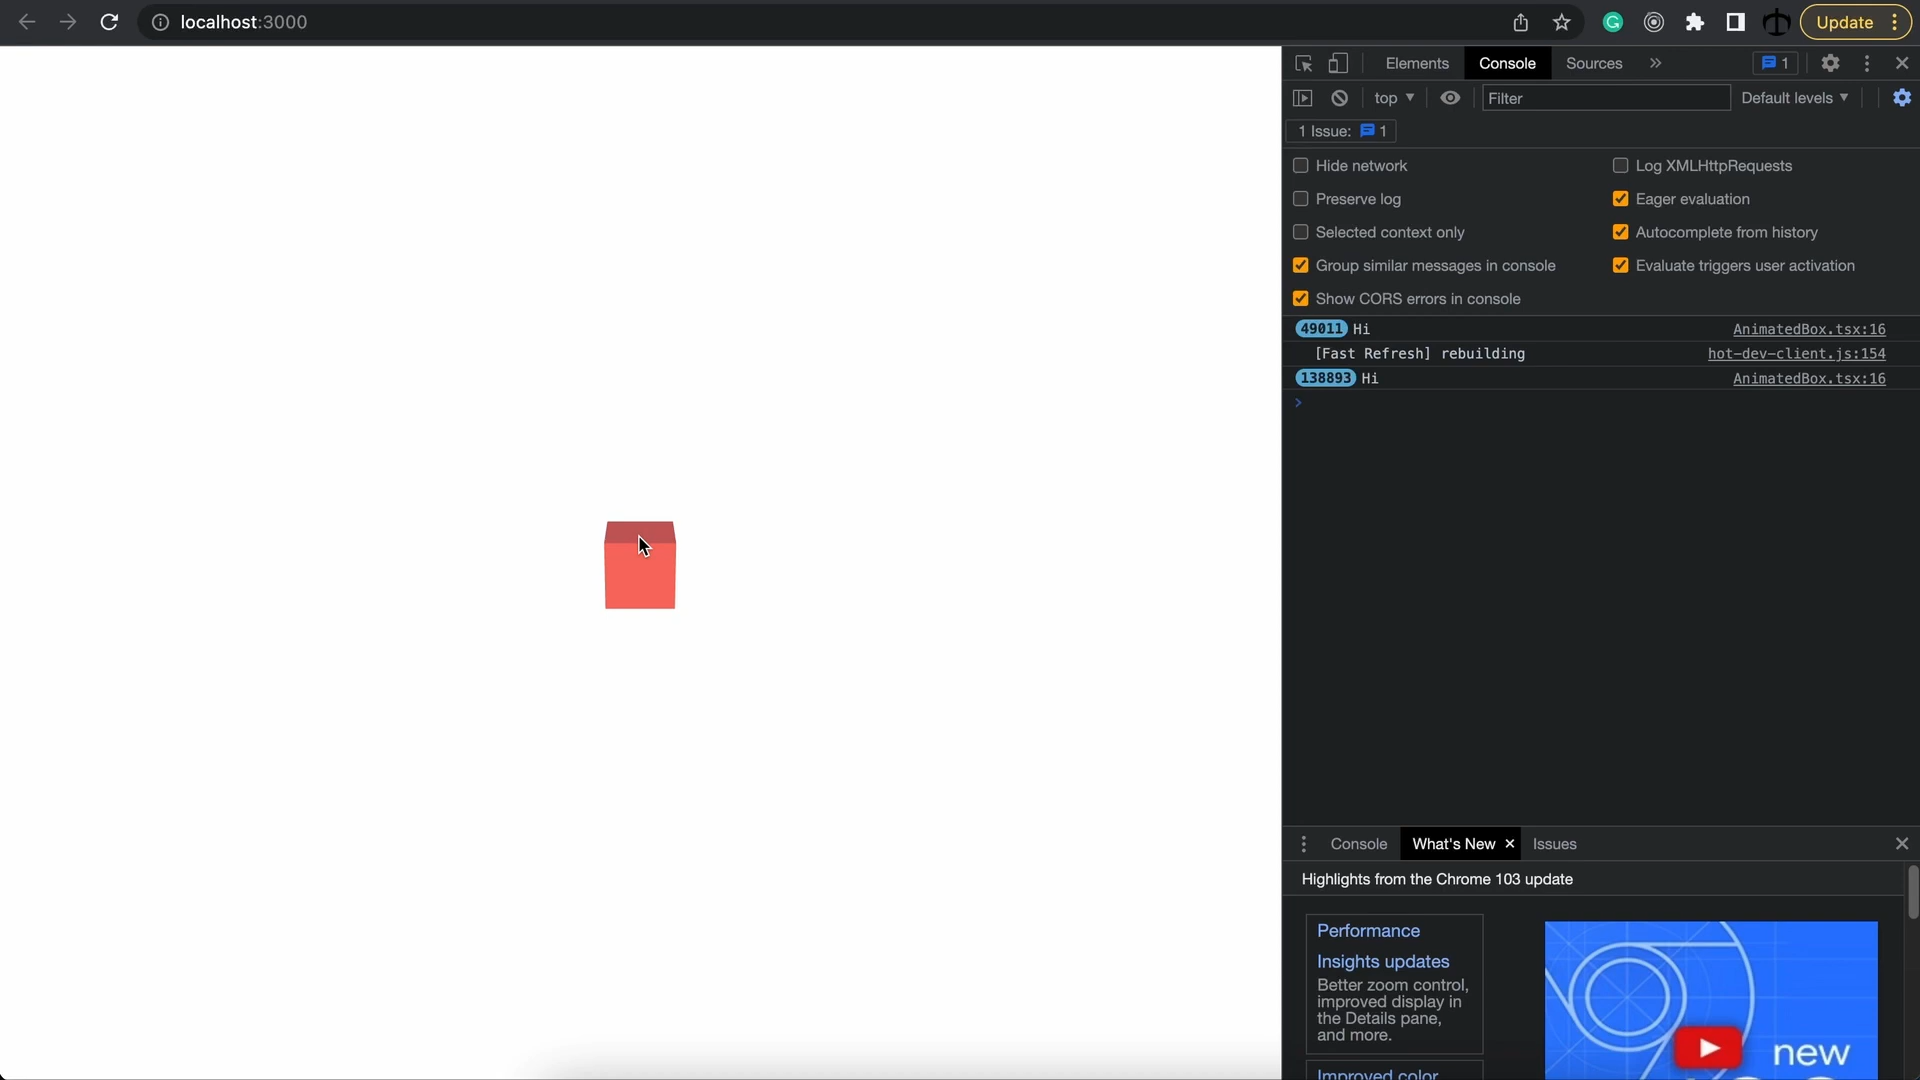 localhost:3000
Update
Elements
Console
Sources
1
top
Filter
Default levels
1 Issue: 1
Hide network
Log XMLHttpRequests
Preserve log
Eager evaluation
Selected context only
Autocomplete from history
Group similar messages in console
Evaluate triggers user activation
Show CORS errors in console
49011 Hi AnimatedBox.tsx:16
[Fast Refresh] rebuilding hot-dev-client.js:154
138893 Hi AnimatedBox.tsx:16
Console
What's New
Issues
Highlights from the Chrome 103 update
Performance
Insights updates
Better zoom control,
improved display in
the Details pane,
and more.
Improved color
new